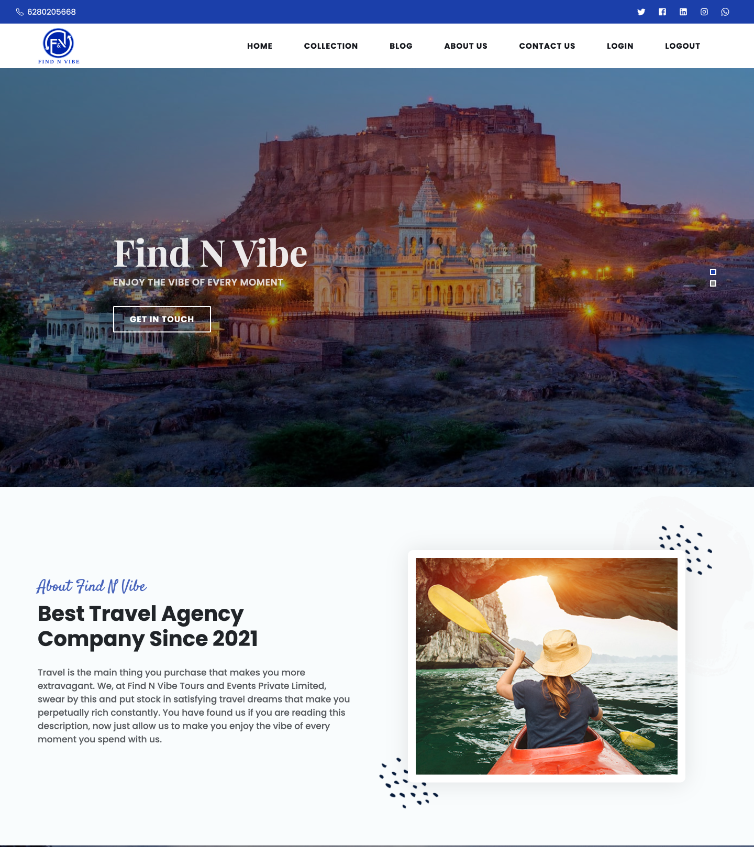 6280205668
F&N
FIND N VIBE
HOME COLLECTION BLOG ABOUT US CONTACT US LOGIN LOGOUT
Find N Vibe
ENJOY THE VIBE OF EVERY MOMENT
GET IN TOUCH
About Find N Vibe
Best Travel Agency
Company Since 2021
Travel is the main thing you purchase that makes you more
extravagant. We, at Find N Vibe Tours and Events Private Limited,
swear by this and put stock in satisfying travel dreams that make you
perpetually rich constantly. You have found us if you are reading this
description, now just allow us to make you enjoy the vibe of every
moment you spend with us.